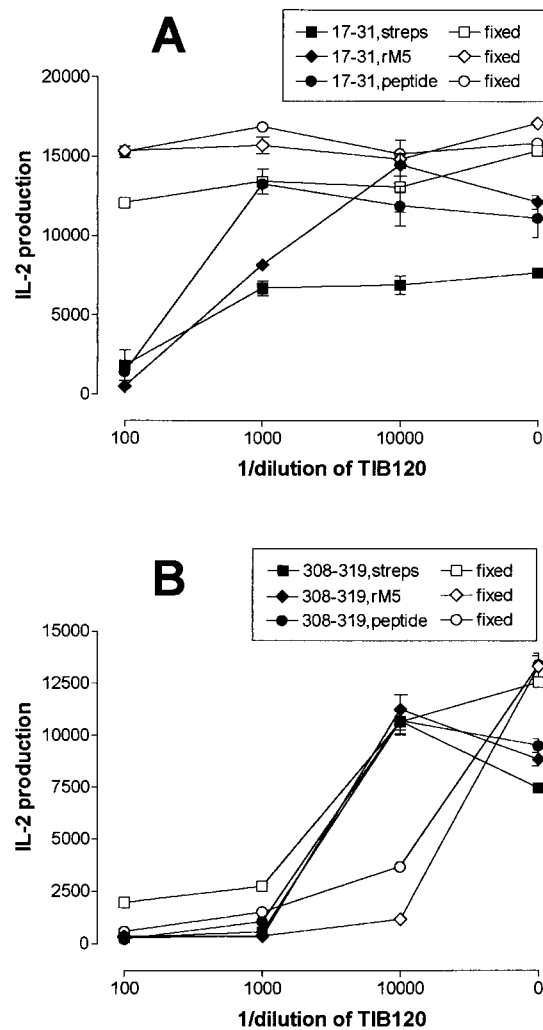 A
17-31,streps fixed
17-31,rM5 fixed
17-31,peptide fixed
20000
15000
10000
5000
0
IL-2 production
100 1000 10000 0
1/dilution of TIB120
B
308-319,streps fixed
308-319,rM5 fixed
308-319,peptide fixed
15000
12500
10000
7500
5000
2500
0
IL-2 production
100 1000 10000 0
1/dilution of TIB120